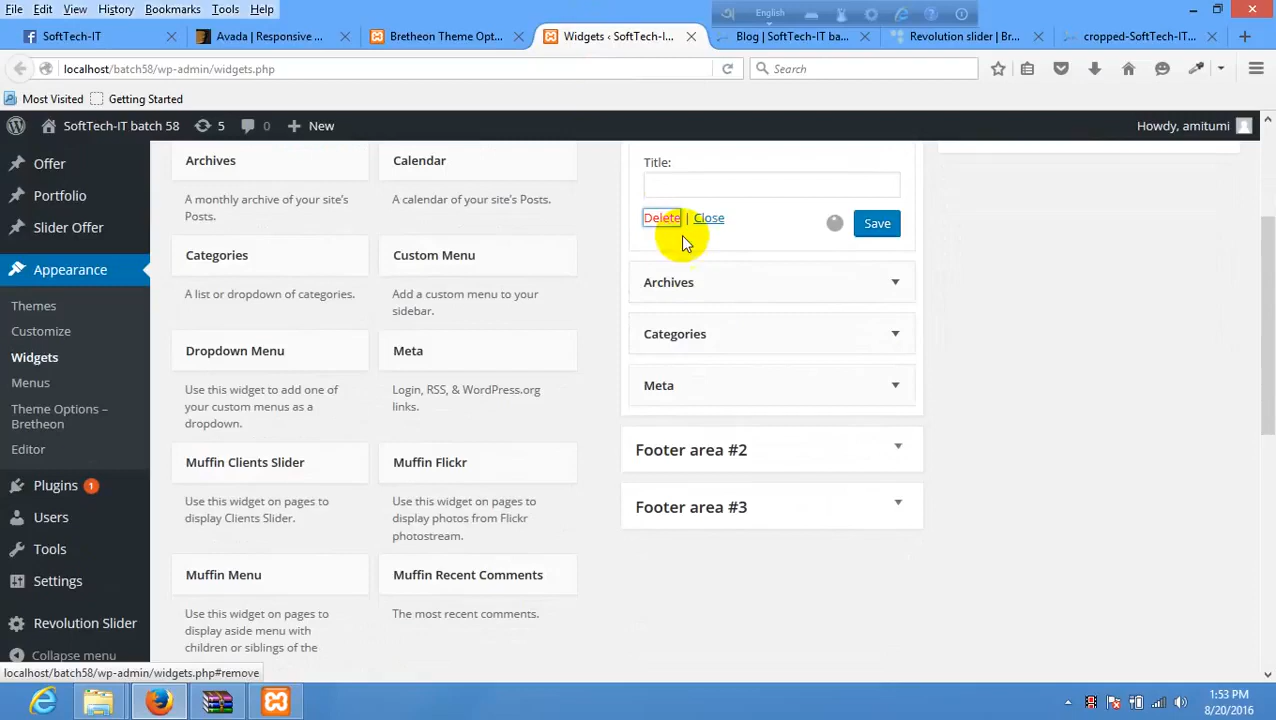 File Edit View History Bookmarks Tools Help
English
SoftTech-IT
Avada | Responsive ...
Bretheon Theme Opt...
Widgets ‹ SoftTech-I...
Blog | SoftTech-IT ba...
Revolution slider | Br...
cropped-SoftTech-IT...
localhost/batch58/wp-admin/widgets.php
Search
Most Visited
Getting Started
SoftTech-IT batch 58
5
0
New
Howdy, amitumi
Offer
Portfolio
Slider Offer
Appearance
Themes
Customize
Widgets
Menus
Theme Options –
Bretheon
Editor
Plugins 1
Users
Tools
Settings
Revolution Slider
Collapse menu
Archives
A monthly archive of your site's
Posts.
Calendar
A calendar of your site's Posts.
Categories
A list or dropdown of categories.
Custom Menu
Add a custom menu to your
sidebar.
Dropdown Menu
Use this widget to add one of
your custom menus as a
dropdown.
Meta
Login, RSS, & WordPress.org
links.
Muffin Clients Slider
Use this widget on pages to
display Clients Slider.
Muffin Flickr
Use this widget on pages to
display photos from Flickr
photostream.
Muffin Menu
Use this widget on pages to
display aside menu with
children or siblings of the
Muffin Recent Comments
The most recent comments.
Title:
Delete | Close
Save
Archives
Categories
Meta
Footer area #2
Footer area #3
localhost/batch58/wp-admin/widgets.php#remove
1:53 PM
8/20/2016